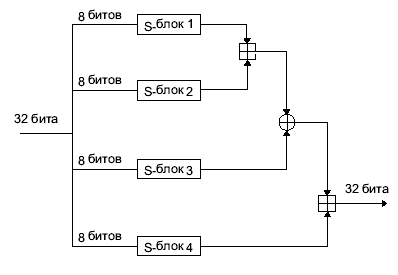 8 битов
S-блок 1
8 битов
S-блок 2
32 бита
8 битов
S-блок 3
32 бита
8 битов
S-блок 4